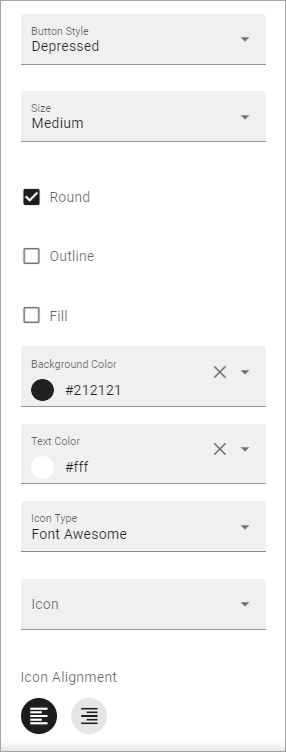 Button Style
Depressed
Size
Medium
Round
Outline
Fill
Background Color
#212121
Text Color
#fff
Icon Type
Font Awesome
Icon
Icon Alignment